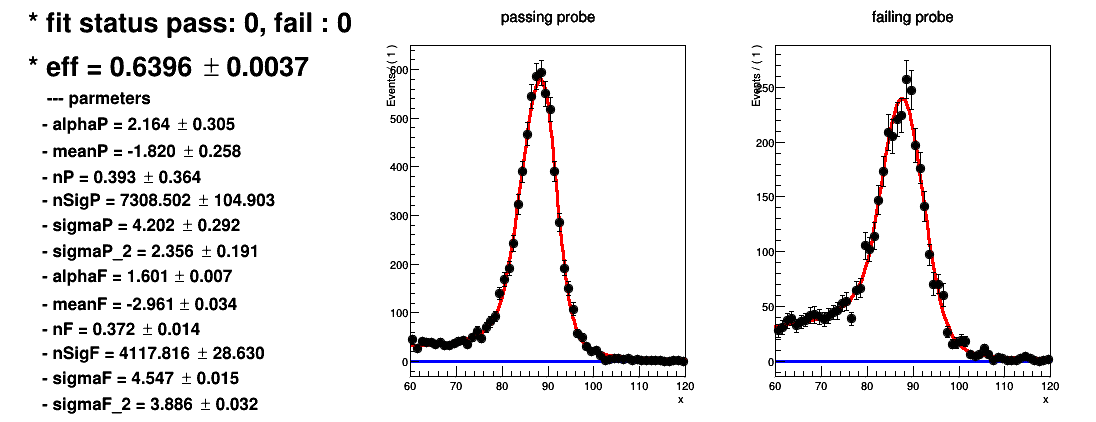 * fit status pass: 0, fail : 0
* eff = 0.6396 ± 0.0037
--- parmeters
- alphaP = 2.164 ± 0.305
- meanP = -1.820 ± 0.258
- nP = 0.393 ± 0.364
- nSigP = 7308.502 ± 104.903
- sigmaP = 4.202 ± 0.292
- sigmaP_2 = 2.356 ± 0.191
- alphaF = 1.601 ± 0.007
- meanF = -2.961 ± 0.034
- nF = 0.372 ± 0.014
- nSigF = 4117.816 ± 28.630
- sigmaF = 4.547 ± 0.015
- sigmaF_2 = 3.886 ± 0.032
passing probe
Events / ( 1 )
600
500
400
300
200
100
0
60 70 80 90 100 110 120
x
failing probe
Events / ( 1 )
250
200
150
100
50
0
60 70 80 90 100 110 120
x